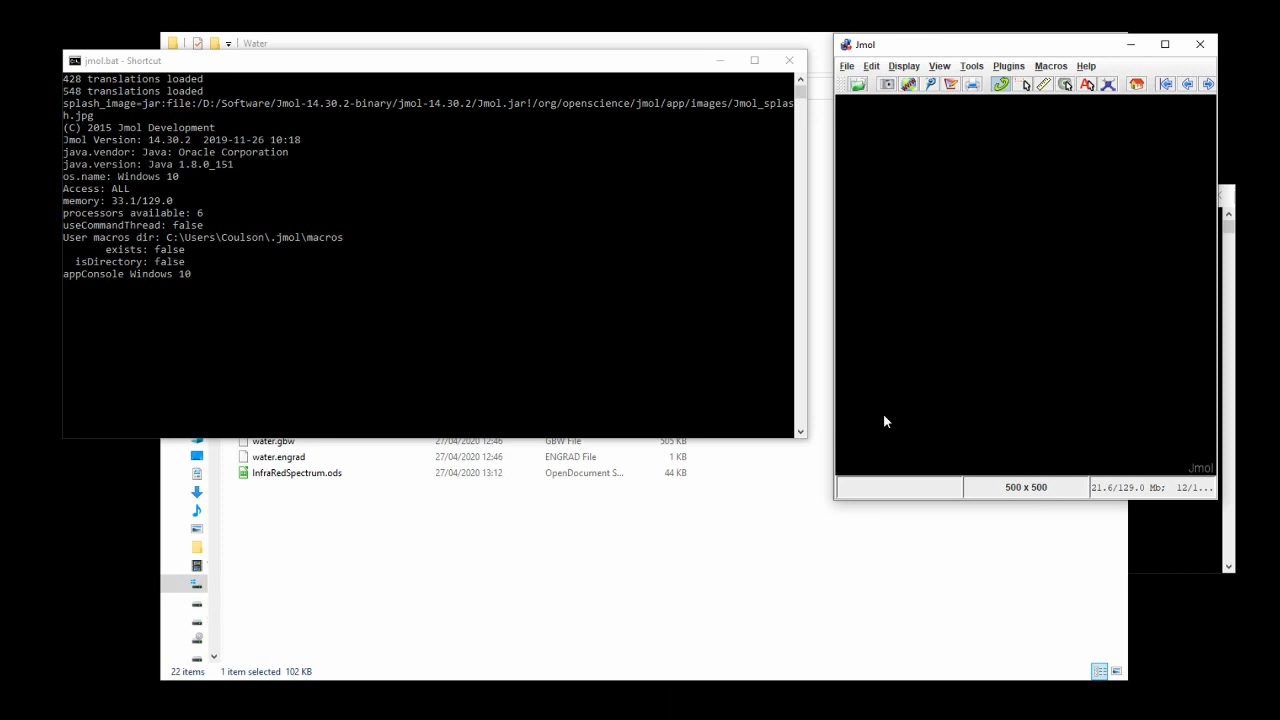 Water
jmol.bat - Shortcut
428 translations loaded
548 translations loaded
splash_image=jar:file:/D:/Software/Jmol-14.30.2-binary/jmol-14.30.2/Jmol.jar!/org/openscience/jmol/app/images/Jmol_splas
h.jpg
(C) 2015 Jmol Development
Jmol Version: 14.30.2  2019-11-26 10:18
java.vendor: Java: Oracle Corporation
java.version: Java 1.8.0_151
os.name: Windows 10
Access: ALL
memory: 33.1/129.0
processors available: 6
useCommandThread: false
User macros dir: C:\Users\Coulson\.jmol\macros
exists: false
isDirectory: false
appConsole Windows 10
Jmol
File Edit Display View Tools Plugins Macros Help
Jmol
500 x 500 21.6/129.0 Mb; 12/1...
water.gbw 27/04/2020 12:46 GBW File 505 KB
water.engrad 27/04/2020 12:46 ENGRAD File 1 KB
InfraRedSpectrum.ods 27/04/2020 13:12 OpenDocument S... 44 KB
22 items 1 item selected 102 KB